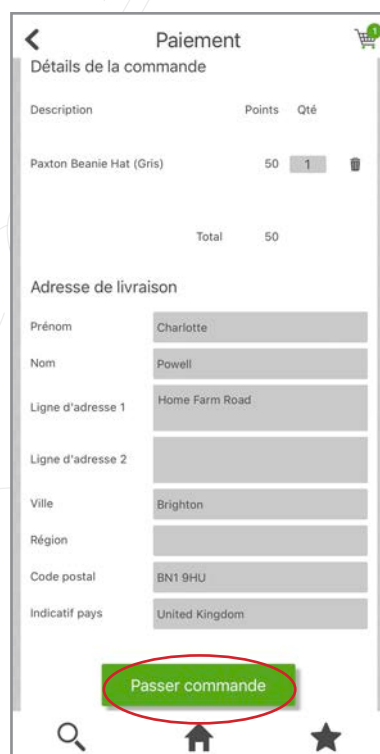 Paiement
1
Détails de la commande
Description Points Qté
Paxton Beanie Hat (Gris) 50 1
Total 50
Adresse de livraison
Prénom Charlotte
Nom Powell
Ligne d'adresse 1 Home Farm Road
Ligne d'adresse 2
Ville Brighton
Région
Code postal BN1 9HU
Indicatif pays United Kingdom
Passer commande